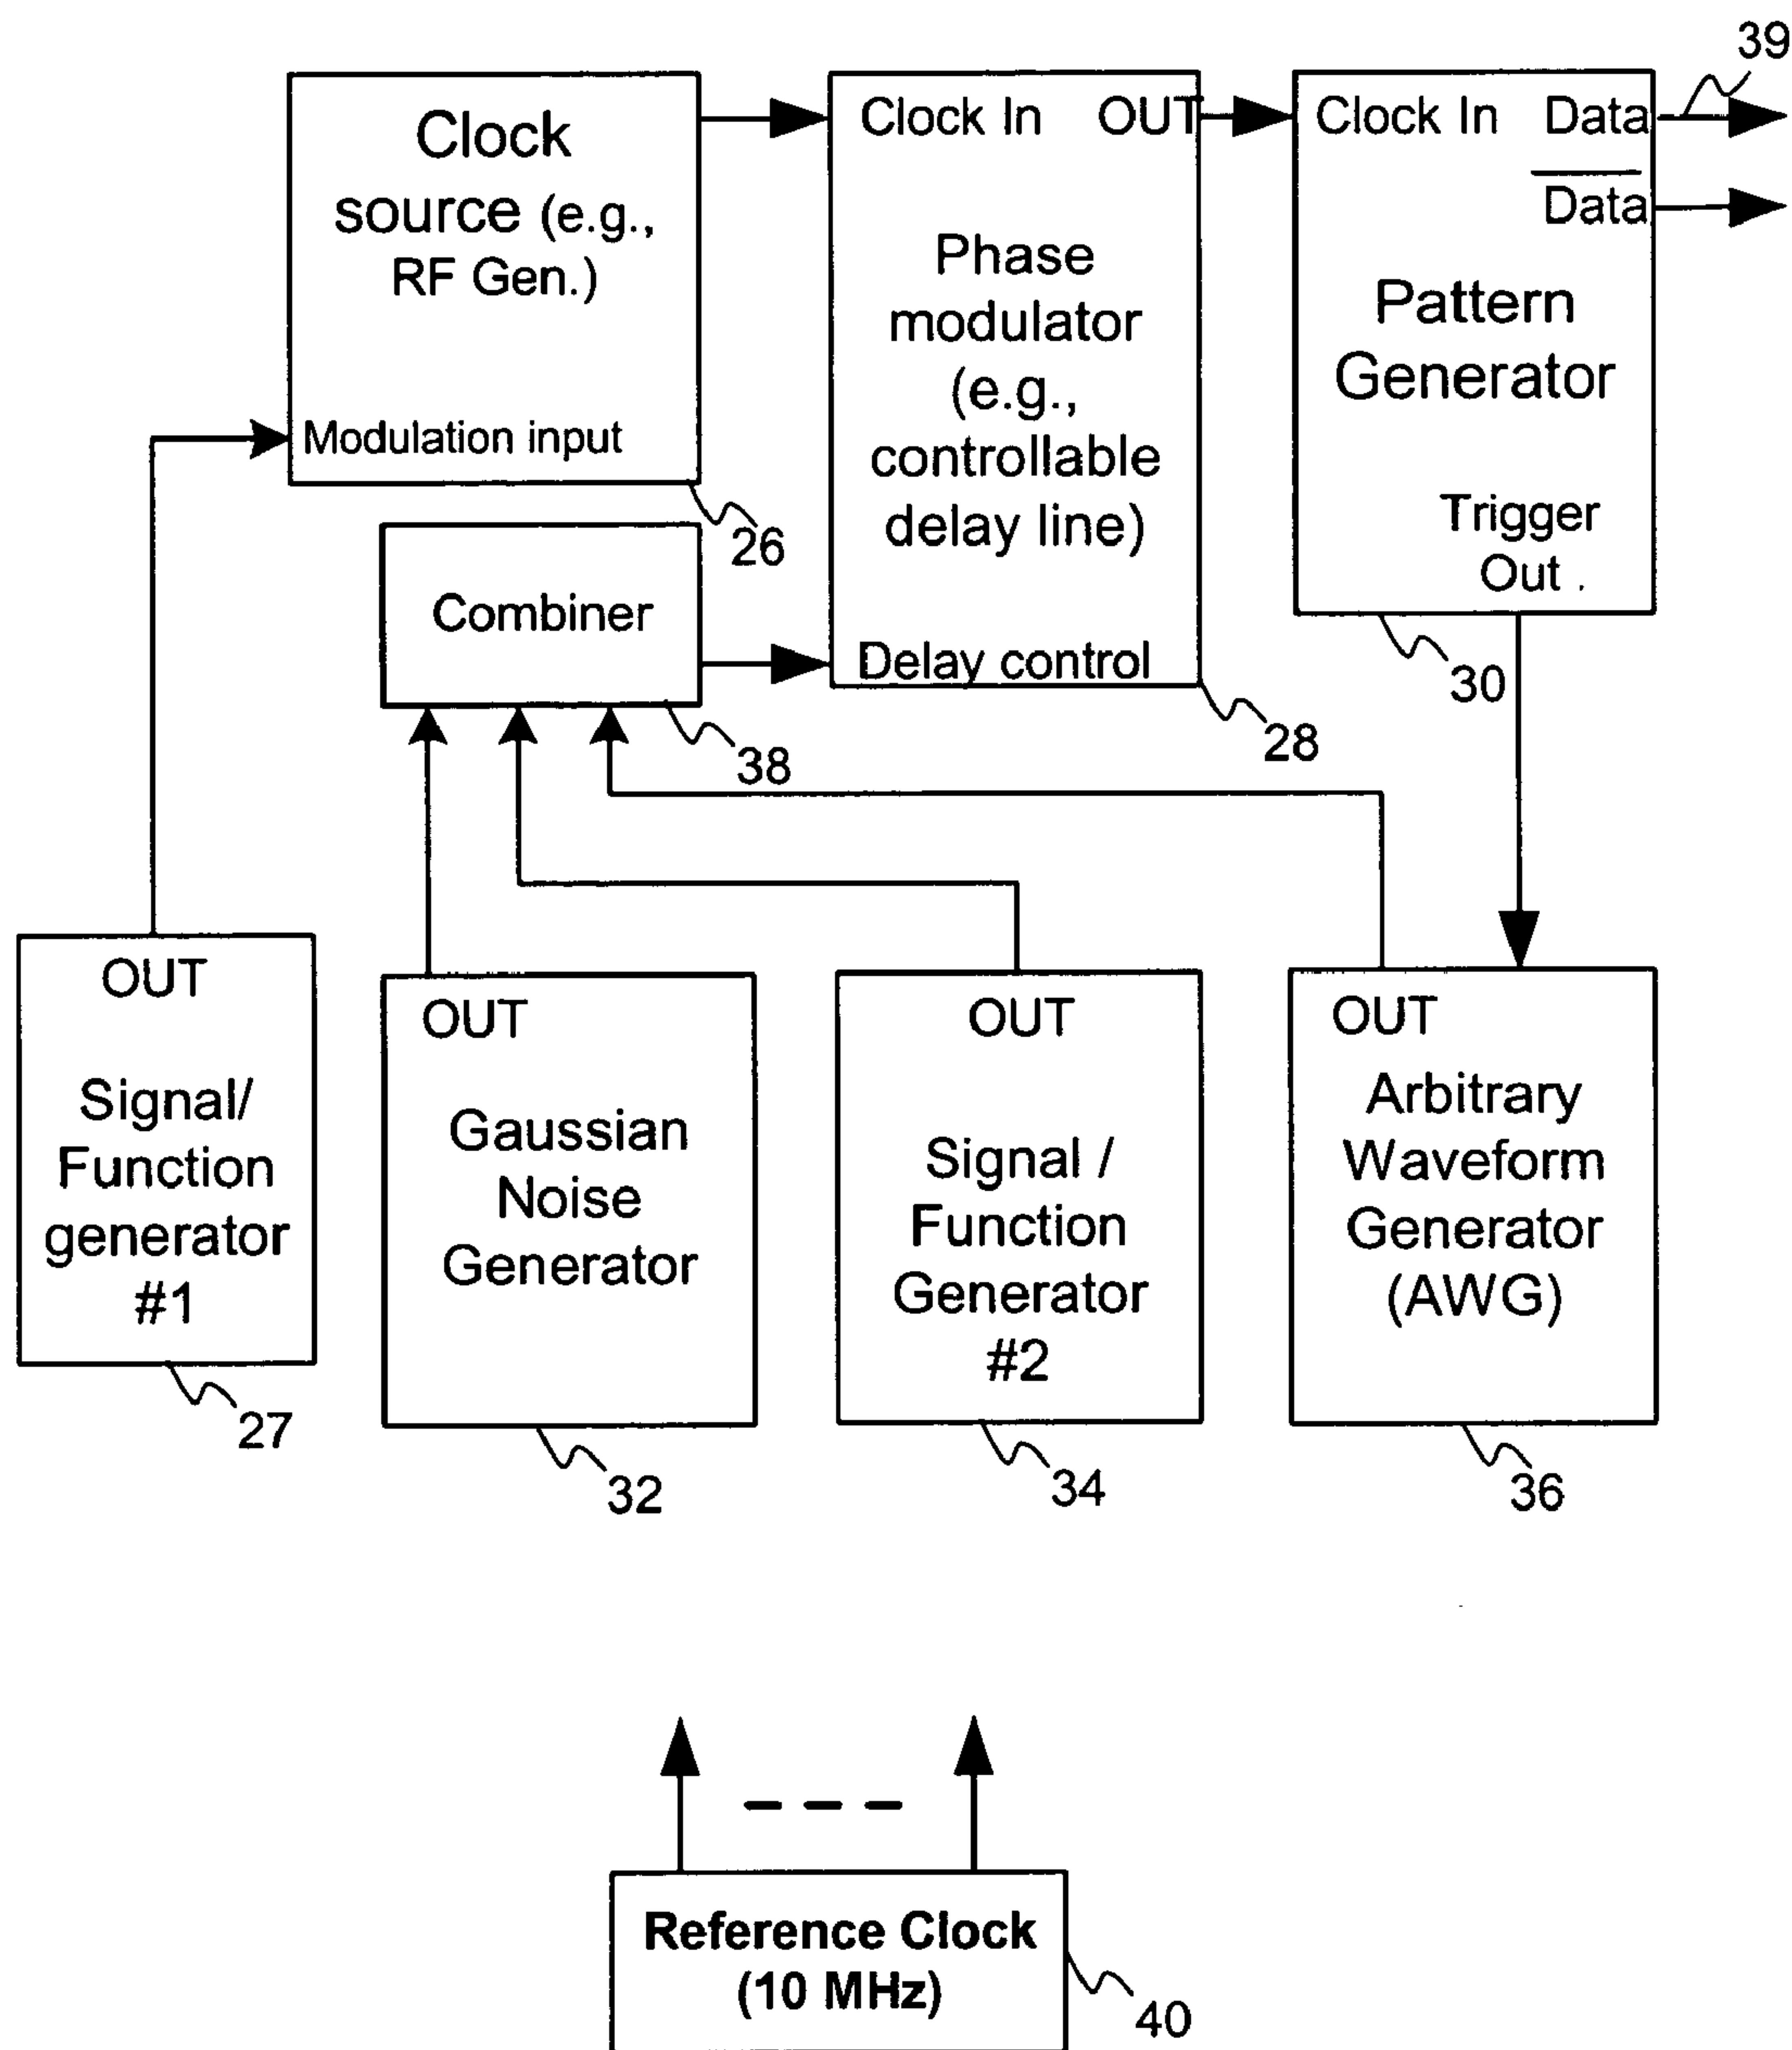 39
Clock
source (e.g.,
RF Gen.)
Modulation input
26
Clock In OUT
Phase
modulator
(e.g.,
controllable
delay line)
Delay control
28
Clock In Data
Data
Pattern
Generator
Trigger
Out .
30
Combiner
38
OUT
Signal/
Function
generator
#1
27
OUT
Gaussian
Noise
Generator
32
OUT
Signal /
Function
Generator
#2
34
OUT
Arbitrary
Waveform
Generator
(AWG)
36
Reference Clock
(10 MHz)
40